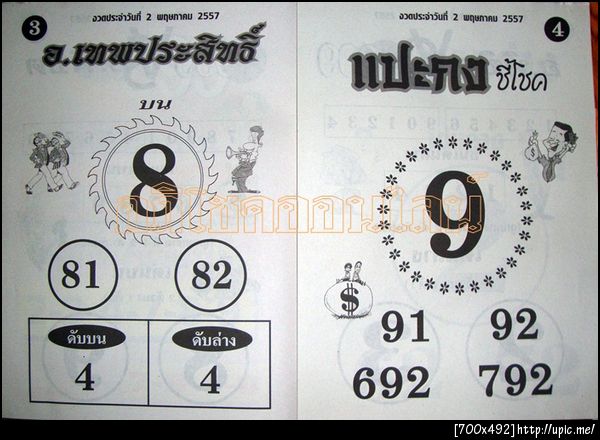 3
งวดประจำวันที่ 2 พฤษภาคม 2557
อ.เทพประสิทธิ์
บน
8
81
82
ดับบน
ดับล่าง
4
4
งวดประจำวันที่ 2 พฤษภาคม 2557
4
แปะกง ชี้โชค
9
$
91
92
692
792
[700x492]http://upic.me/